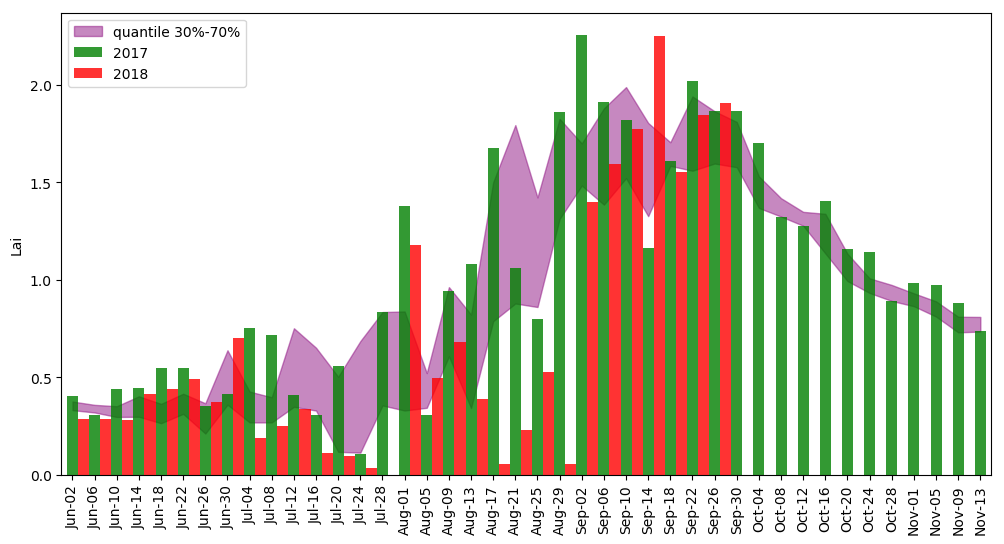 quantile 30%-70%
2017
2018
Lai
2.0
1.5
1.0
0.5
0.0
Jun-02
Jun-06
Jun-10
Jun-14
Jun-18
Jun-22
Jun-26
Jun-30
Jul-04
Jul-08
Jul-12
Jul-16
Jul-20
Jul-24
Jul-28
Aug-01
Aug-05
Aug-09
Aug-13
Aug-17
Aug-21
Aug-25
Aug-29
Sep-02
Sep-06
Sep-10
Sep-14
Sep-18
Sep-22
Sep-26
Sep-30
Oct-04
Oct-08
Oct-12
Oct-16
Oct-20
Oct-24
Oct-28
Nov-01
Nov-05
Nov-09
Nov-13